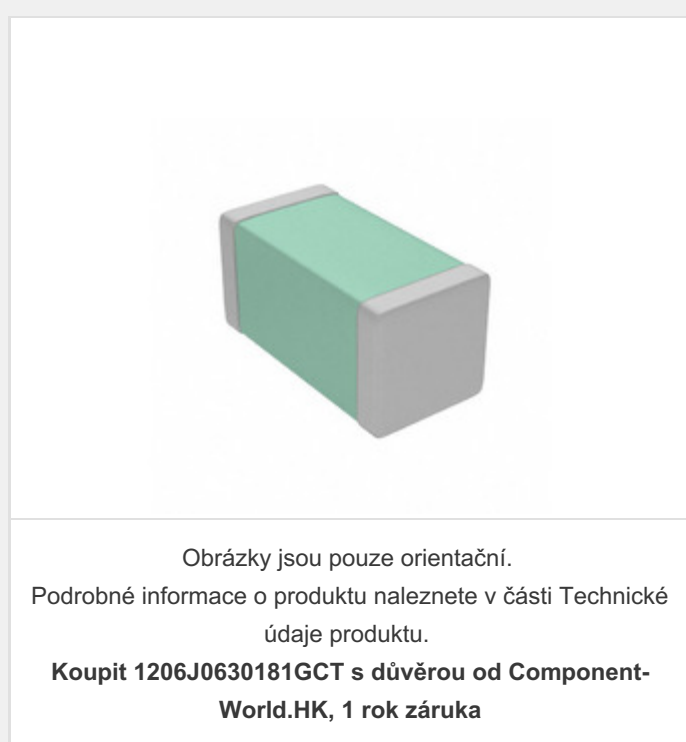 Obrázky jsou pouze orientační.
Podrobné informace o produktu naleznete v části Technické
údaje produktu.
Koupit 1206J0630181GCT s důvěrou od Component-
World.HK, 1 rok záruka